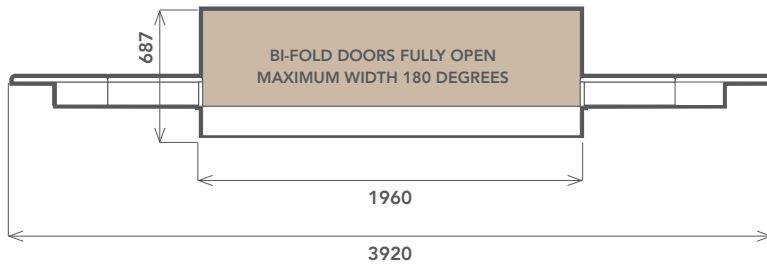 687
BI-FOLD DOORS FULLY OPEN
MAXIMUM WIDTH 180 DEGREES
1960
3920